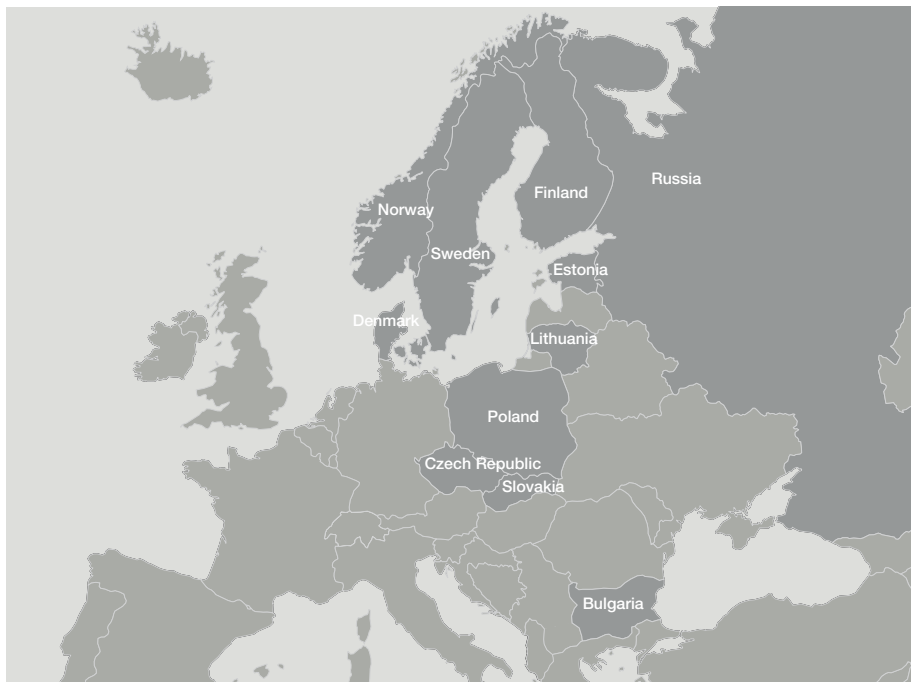 Russia
Finland
Norway
Sweden
Estonia
Denmark
Lithuania
Poland
Czech Republic
Slovakia
Bulgaria